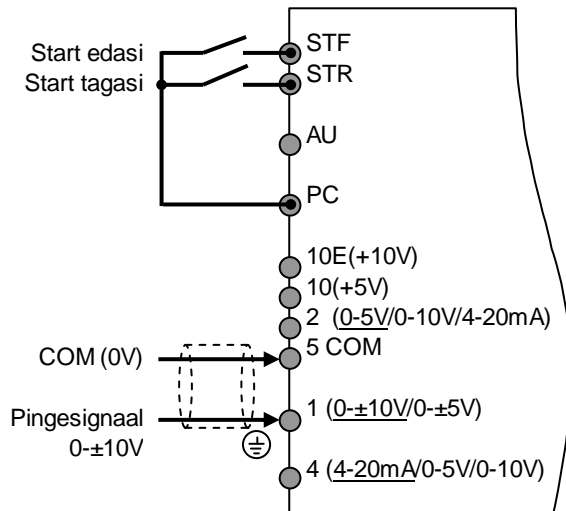 Start edasi
STF
Start tagasi
STR
AU
PC
10E(+10V)
10(+5V)
2 (0-5V/0-10V/4-20mA)
COM (0V)
5 COM
Pingesignaal
0-±10V
1 (0-±10V/0-±5V)
4 (4-20mA/0-5V/0-10V)